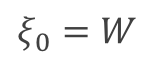 ξ₀ = W